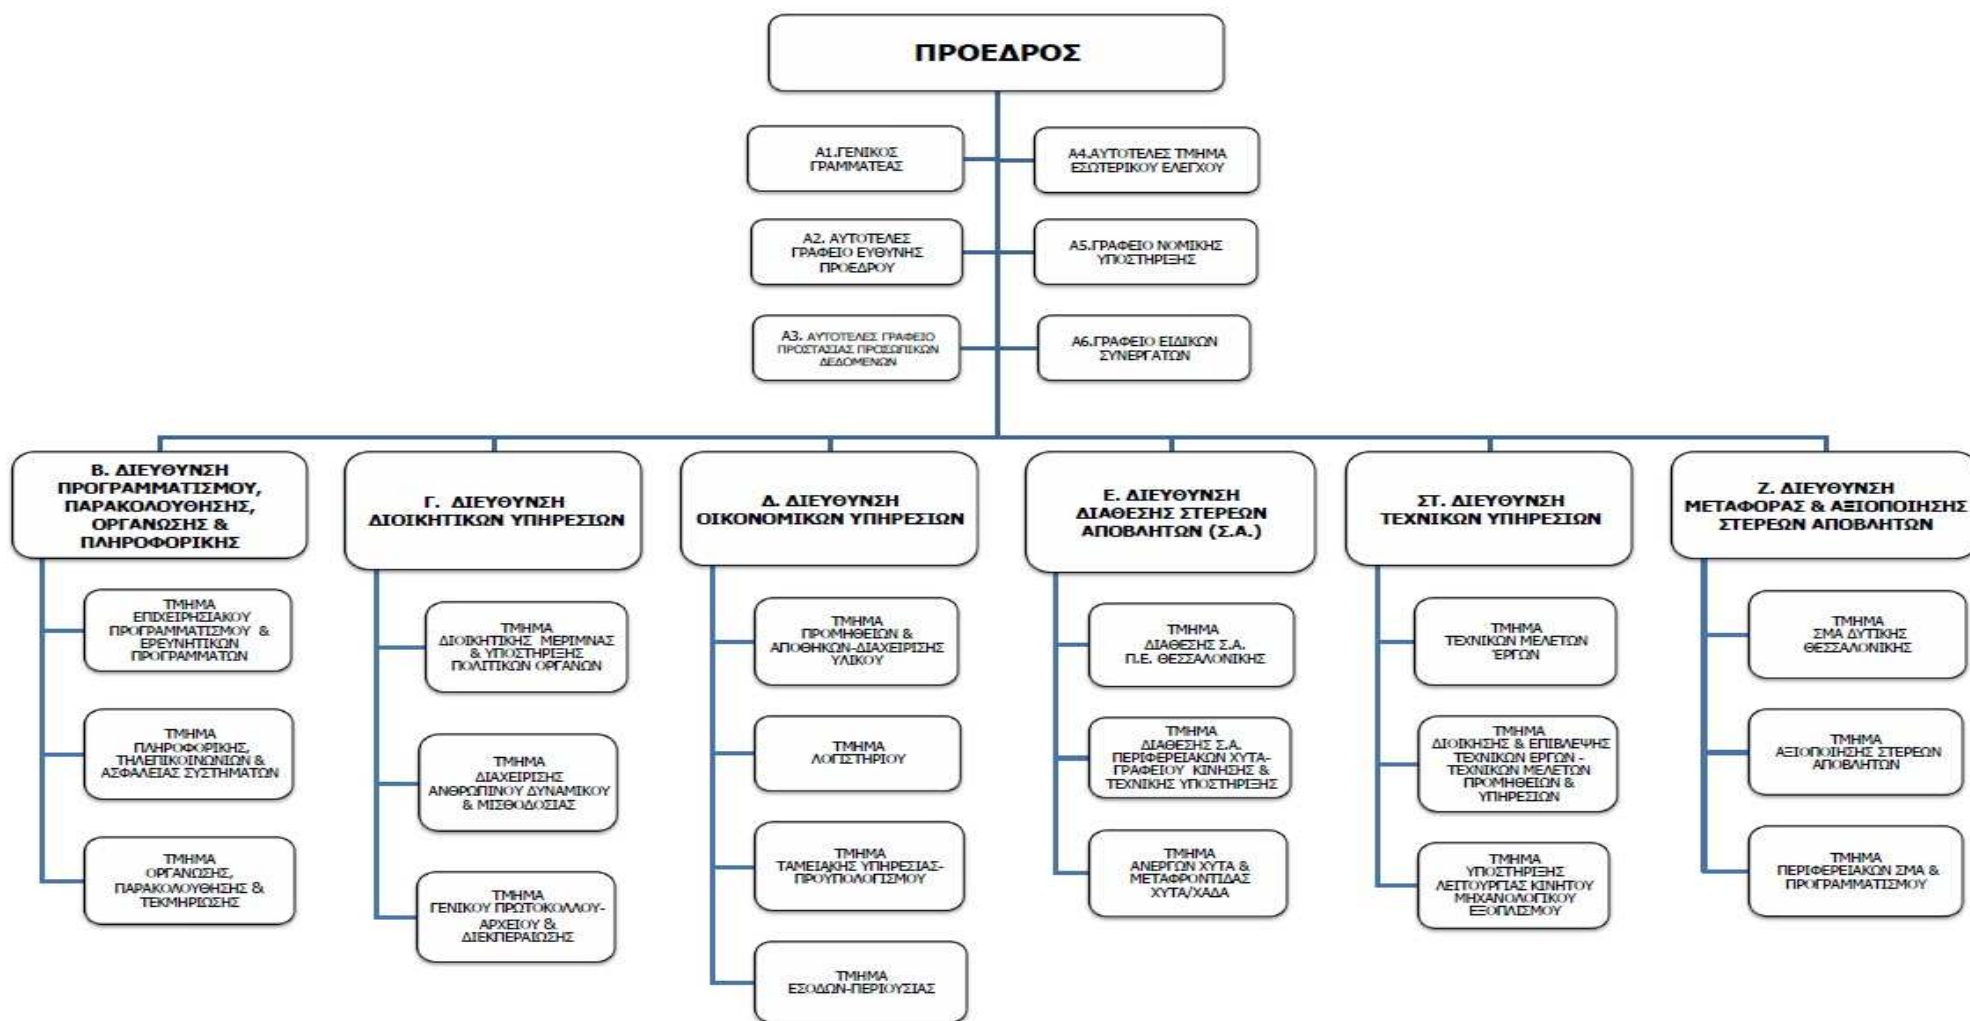 ΠΡΟΕΔΡΟΣ
Α1.ΓΕΝΙΚΟΣ
ΓΡΑΜΜΑΤΕΑΣ
Α4.ΑΥΤΟΤΕΛΕΣ ΤΜΗΜΑ
ΕΣΩΤΕΡΙΚΟΥ ΕΛΕΓΧΟΥ
Α2. ΑΥΤΟΤΕΛΕΣ
ΓΡΑΦΕΙΟ ΕΥΘΥΝΗΣ
ΠΡΟΕΔΡΟΥ
Α5.ΓΡΑΦΕΙΟ ΝΟΜΙΚΗΣ
ΥΠΟΣΤΗΡΙΞΗΣ
Α3. ΑΥΤΟΤΕΛΕΣ ΓΡΑΦΕΙΟ
ΠΡΟΣΤΑΣΙΑΣ ΠΡΟΣΩΠΙΚΩΝ
ΔΕΔΟΜΕΝΩΝ
Α6.ΓΡΑΦΕΙΟ ΕΙΔΙΚΩΝ
ΣΥΝΕΡΓΑΤΩΝ
Β. ΔΙΕΥΘΥΝΣΗ
ΠΡΟΓΡΑΜΜΑΤΙΣΜΟΥ,
ΠΑΡΑΚΟΛΟΥΘΗΣΗΣ,
ΟΡΓΑΝΩΣΗΣ &
ΠΛΗΡΟΦΟΡΙΚΗΣ
ΤΜΗΜΑ
ΕΠΙΧΕΙΡΗΣΙΑΚΟΥ
ΠΡΟΓΡΑΜΜΑΤΙΣΜΟΥ &
ΕΡΕΥΝΗΤΙΚΩΝ
ΠΡΟΓΡΑΜΜΑΤΩΝ
ΤΜΗΜΑ
ΠΛΗΡΟΦΟΡΙΚΗΣ,
ΤΗΛΕΠΙΚΟΙΝΩΝΙΩΝ &
ΑΣΦΑΛΕΙΑΣ ΣΥΣΤΗΜΑΤΩΝ
ΤΜΗΜΑ
ΟΡΓΑΝΩΣΗΣ,
ΠΑΡΑΚΟΛΟΥΘΗΣΗΣ &
ΤΕΚΜΗΡΙΩΣΗΣ
Γ. ΔΙΕΥΘΥΝΣΗ
ΔΙΟΙΚΗΤΙΚΩΝ ΥΠΗΡΕΣΙΩΝ
ΤΜΗΜΑ
ΔΙΟΙΚΗΤΙΚΗΣ ΜΕΡΙΜΝΑΣ
& ΥΠΟΣΤΗΡΙΞΗΣ
ΠΟΛΙΤΙΚΩΝ ΟΡΓΑΝΩΝ
ΤΜΗΜΑ
ΔΙΑΧΕΙΡΙΣΗΣ
ΑΝΘΡΩΠΙΝΟΥ ΔΥΝΑΜΙΚΟΥ
& ΜΙΣΘΟΔΟΣΙΑΣ
ΤΜΗΜΑ
ΓΕΝΙΚΟΥ ΠΡΩΤΟΚΟΛΛΟΥ-
ΑΡΧΕΙΟΥ &
ΔΙΕΚΠΕΡΑΙΩΣΗΣ
Δ. ΔΙΕΥΘΥΝΣΗ
ΟΙΚΟΝΟΜΙΚΩΝ ΥΠΗΡΕΣΙΩΝ
ΤΜΗΜΑ
ΠΡΟΜΗΘΕΙΩΝ &
ΑΠΟΘΗΚΩΝ-ΔΙΑΧΕΙΡΙΣΗΣ
ΥΛΙΚΟΥ
ΤΜΗΜΑ
ΛΟΓΙΣΤΗΡΙΟΥ
ΤΜΗΜΑ
ΤΑΜΕΙΑΚΗΣ ΥΠΗΡΕΣΙΑΣ-
ΠΡΟΫΠΟΛΟΓΙΣΜΟΥ
ΤΜΗΜΑ
ΕΣΟΔΩΝ-ΠΕΡΙΟΥΣΙΑΣ
Ε. ΔΙΕΥΘΥΝΣΗ
ΔΙΑΘΕΣΗΣ ΣΤΕΡΕΩΝ
ΑΠΟΒΛΗΤΩΝ (Σ.Α.)
ΤΜΗΜΑ
ΔΙΑΘΕΣΗΣ Σ.Α.
Π.Ε. ΘΕΣΣΑΛΟΝΙΚΗΣ
ΤΜΗΜΑ
ΔΙΑΘΕΣΗΣ Σ.Α.
ΠΕΡΙΦΕΡΕΙΑΚΩΝ ΧΥΤΑ-
ΓΡΑΦΕΙΟΥ ΚΙΝΗΣΗΣ &
ΤΕΧΝΙΚΗΣ ΥΠΟΣΤΗΡΙΞΗΣ
ΤΜΗΜΑ
ΑΝΕΡΓΩΝ ΧΥΤΑ &
ΜΕΤΑΦΡΟΝΤΙΔΑΣ
ΧΥΤΑ/ΧΑΔΑ
ΣΤ. ΔΙΕΥΘΥΝΣΗ
ΤΕΧΝΙΚΩΝ ΥΠΗΡΕΣΙΩΝ
ΤΜΗΜΑ
ΤΕΧΝΙΚΩΝ ΜΕΛΕΤΩΝ
ΈΡΓΩΝ
ΤΜΗΜΑ
ΔΙΟΙΚΗΣΗΣ & ΕΠΙΒΛΕΨΗΣ
ΤΕΧΝΙΚΩΝ ΕΡΓΩΝ -
ΤΕΧΝΙΚΩΝ ΜΕΛΕΤΩΝ
ΠΡΟΜΗΘΕΙΩΝ &
ΥΠΗΡΕΣΙΩΝ
ΤΜΗΜΑ
ΥΠΟΣΤΗΡΙΞΗΣ
ΛΕΙΤΟΥΡΓΙΑΣ ΚΙΝΗΤΟΥ
ΜΗΧΑΝΟΛΟΓΙΚΟΥ
ΕΞΟΠΛΙΣΜΟΥ
Ζ. ΔΙΕΥΘΥΝΣΗ
ΜΕΤΑΦΟΡΑΣ & ΑΞΙΟΠΟΙΗΣΗΣ
ΣΤΕΡΕΩΝ ΑΠΟΒΛΗΤΩΝ
ΤΜΗΜΑ
ΣΜΑ ΔΥΤΙΚΗΣ
ΘΕΣΣΑΛΟΝΙΚΗΣ
ΤΜΗΜΑ
ΑΞΙΟΠΟΙΗΣΗΣ ΣΤΕΡΕΩΝ
ΑΠΟΒΛΗΤΩΝ
ΤΜΗΜΑ
ΠΕΡΙΦΕΡΕΙΑΚΩΝ ΣΜΑ &
ΠΡΟΓΡΑΜΜΑΤΙΣΜΟΥ